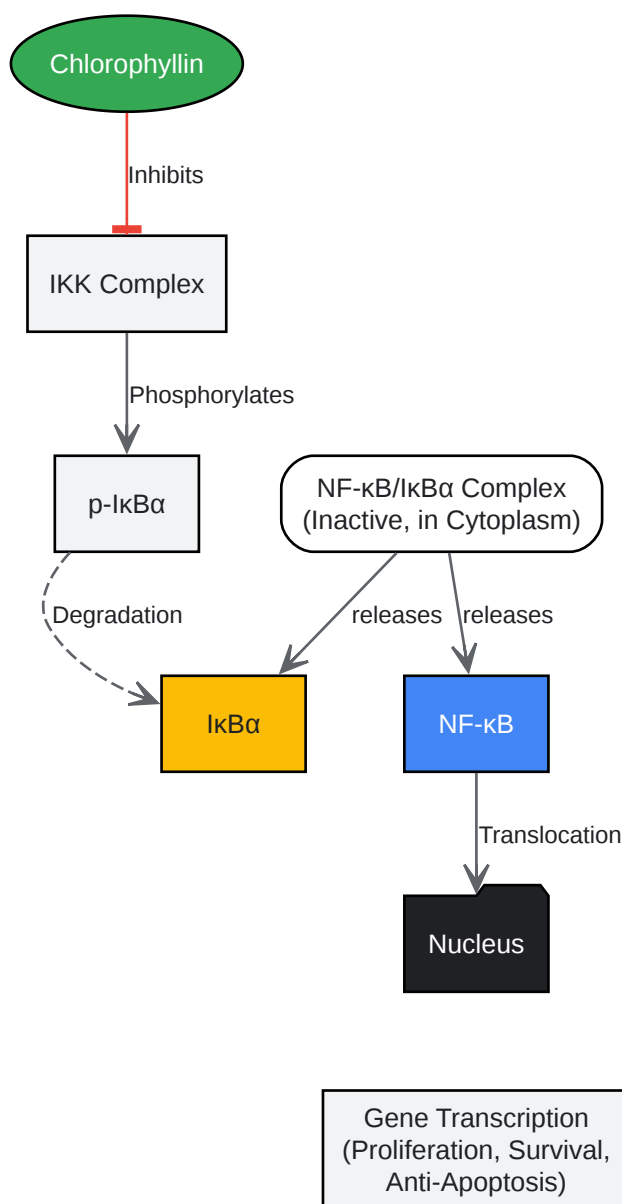 Chlorophyllin
Inhibits
IKK Complex
Phosphorylates
p-IκBα
NF-κB/IκBα Complex
(Inactive, in Cytoplasm)
Degradation
releases
releases
IκBα
NF-κB
Translocation
Nucleus
Gene Transcription
(Proliferation, Survival,
Anti-Apoptosis)